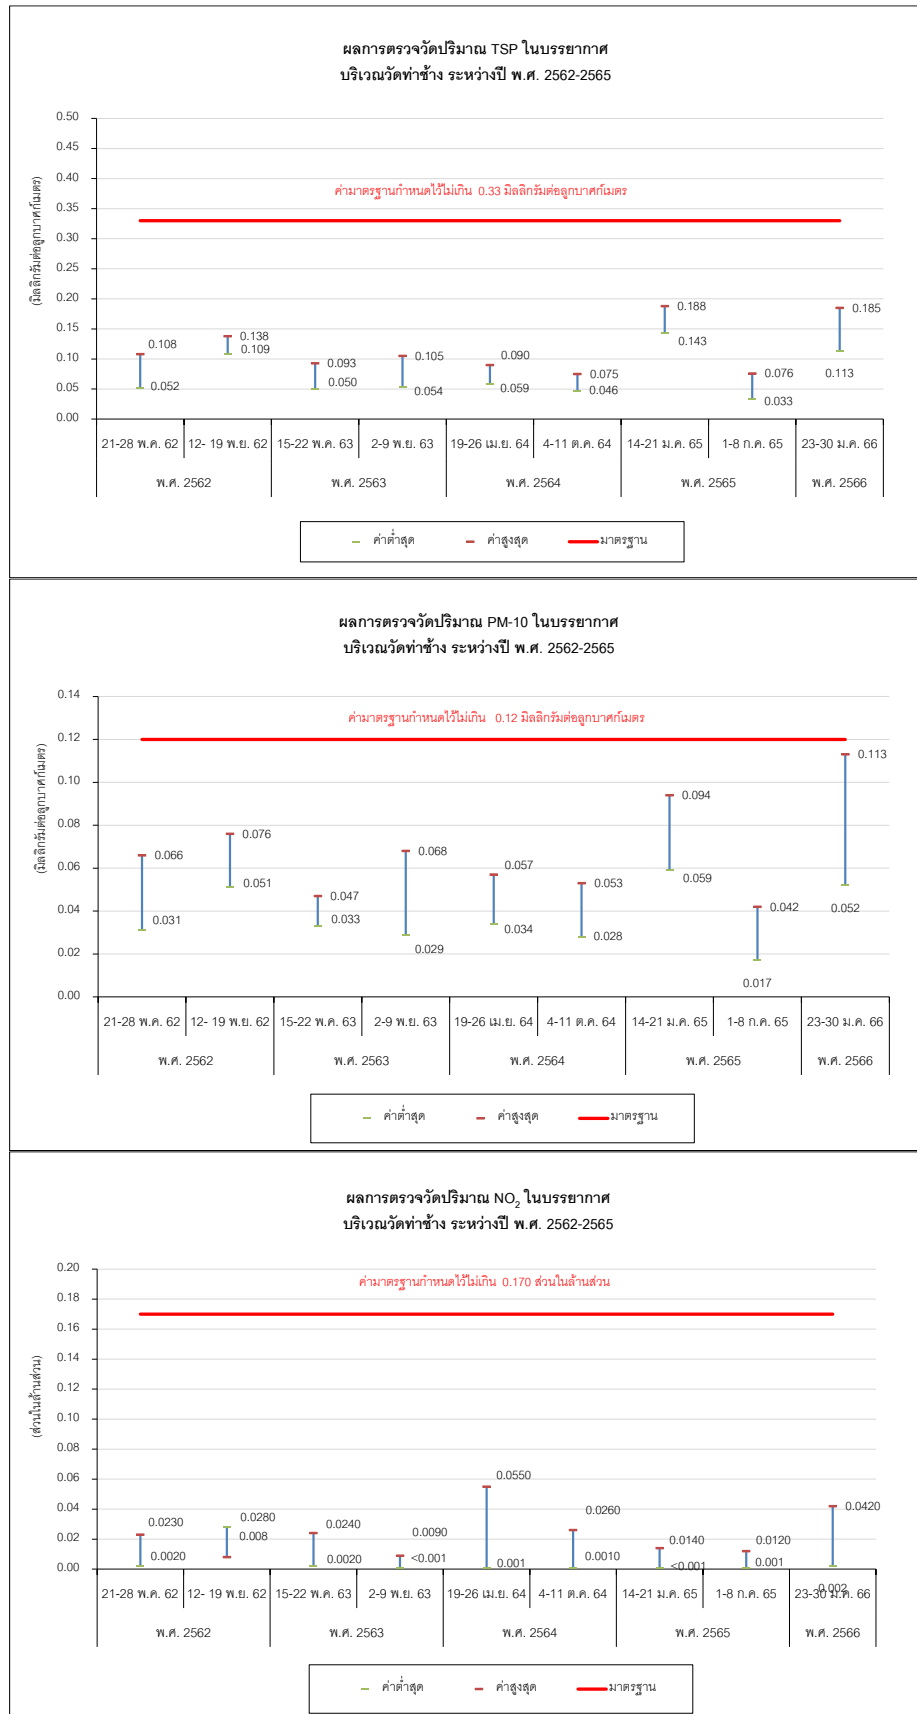 ผลการตรวจวัดปริมาณ TSP ในบรรยากาศ
บริเวณวัดท่าช้าง ระหว่างปี พ.ศ. 2562-2565
(มิลลิกรัมต่อลูกบาศก์เมตร)
0.50
0.45
0.40
0.35
0.30
0.25
0.20
0.15
0.10
0.05
0.00
ค่ามาตรฐานกำหนดไว้ไม่เกิน 0.33 มิลลิกรัมต่อลูกบาศก์เมตร
0.108 0.138 0.093 0.105 0.090 0.075 0.188 0.076 0.185
0.052 0.109 0.050 0.054 0.059 0.046 0.143 0.033 0.113
21-28 พ.ค. 62 12- 19 พ.ย. 62 15-22 พ.ค. 63 2-9 พ.ย. 63 19-26 เม.ย. 64 4-11 ต.ค. 64 14-21 ม.ค. 65 1-8 ก.ค. 65 23-30 ม.ค. 66
พ.ศ. 2562 พ.ศ. 2563 พ.ศ. 2564 พ.ศ. 2565 พ.ศ. 2566
ค่าต่ำสุด ค่าสูงสุด มาตรฐาน
ผลการตรวจวัดปริมาณ PM-10 ในบรรยากาศ
บริเวณวัดท่าช้าง ระหว่างปี พ.ศ. 2562-2565
(มิลลิกรัมต่อลูกบาศก์เมตร)
0.14
0.12
0.10
0.08
0.06
0.04
0.02
0.00
ค่ามาตรฐานกำหนดไว้ไม่เกิน 0.12 มิลลิกรัมต่อลูกบาศก์เมตร
0.066 0.076 0.047 0.068 0.057 0.053 0.094 0.042 0.113
0.031 0.051 0.033 0.029 0.034 0.028 0.059 0.017 0.052
21-28 พ.ค. 62 12- 19 พ.ย. 62 15-22 พ.ค. 63 2-9 พ.ย. 63 19-26 เม.ย. 64 4-11 ต.ค. 64 14-21 ม.ค. 65 1-8 ก.ค. 65 23-30 ม.ค. 66
พ.ศ. 2562 พ.ศ. 2563 พ.ศ. 2564 พ.ศ. 2565 พ.ศ. 2566
ค่าต่ำสุด ค่าสูงสุด มาตรฐาน
ผลการตรวจวัดปริมาณ NO₂ ในบรรยากาศ
บริเวณวัดท่าช้าง ระหว่างปี พ.ศ. 2562-2565
(ส่วนในล้านส่วน)
0.20
0.18
0.16
0.14
0.12
0.10
0.08
0.06
0.04
0.02
0.00
ค่ามาตรฐานกำหนดไว้ไม่เกิน 0.170 ส่วนในล้านส่วน
0.0230 0.0280 0.0240 0.0090 0.0550 0.0260 0.0140 0.0120 0.0420
0.0020 0.008 0.0020 <0.001 0.001 0.0010 <0.001 0.001 0.002
21-28 พ.ค. 62 12- 19 พ.ย. 62 15-22 พ.ค. 63 2-9 พ.ย. 63 19-26 เม.ย. 64 4-11 ต.ค. 64 14-21 ม.ค. 65 1-8 ก.ค. 65 23-30 ม.ค. 66
พ.ศ. 2562 พ.ศ. 2563 พ.ศ. 2564 พ.ศ. 2565 พ.ศ. 2566
ค่าต่ำสุด ค่าสูงสุด มาตรฐาน